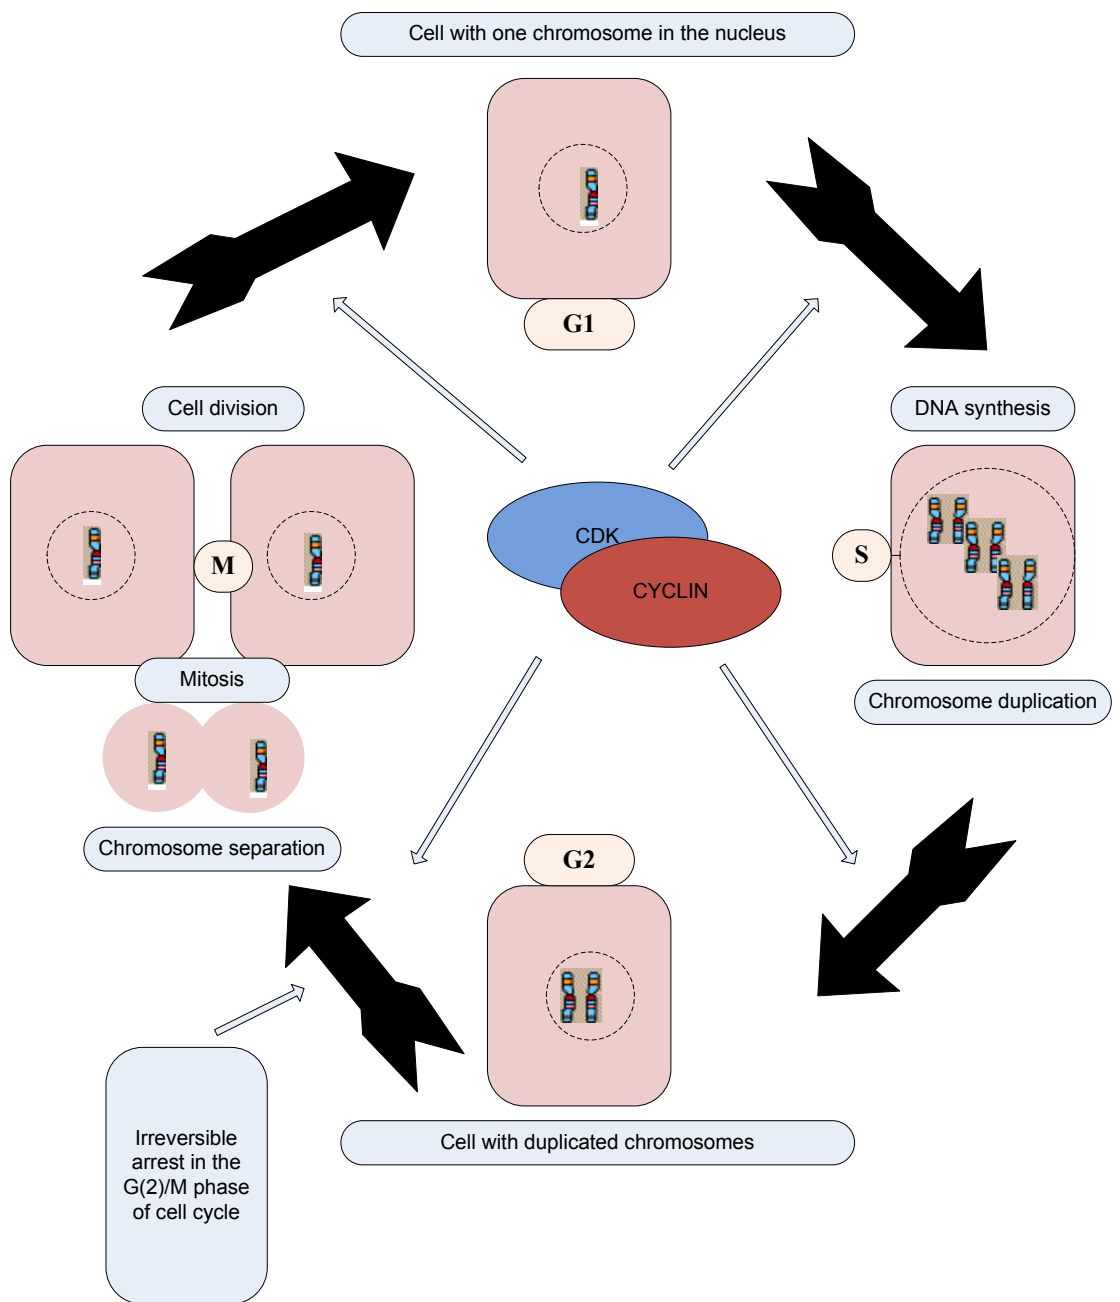 Cell with one chromosome in the nucleus
G1
Cell division
DNA synthesis
CDK
CYCLIN
M
S
Mitosis
Chromosome duplication
Chromosome separation
G2
Irreversible
arrest in the
G(2)/M phase
of cell cycle
Cell with duplicated chromosomes